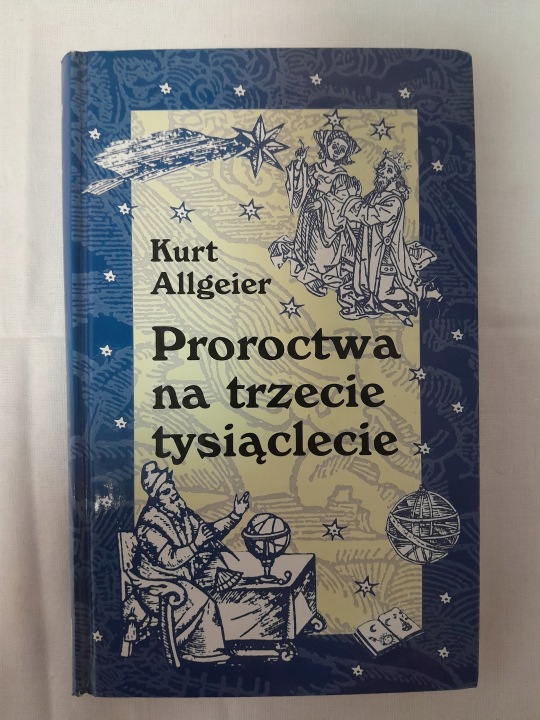 Kurt
Allgeier
Proroctwa
na trzecie
tysiąclecie